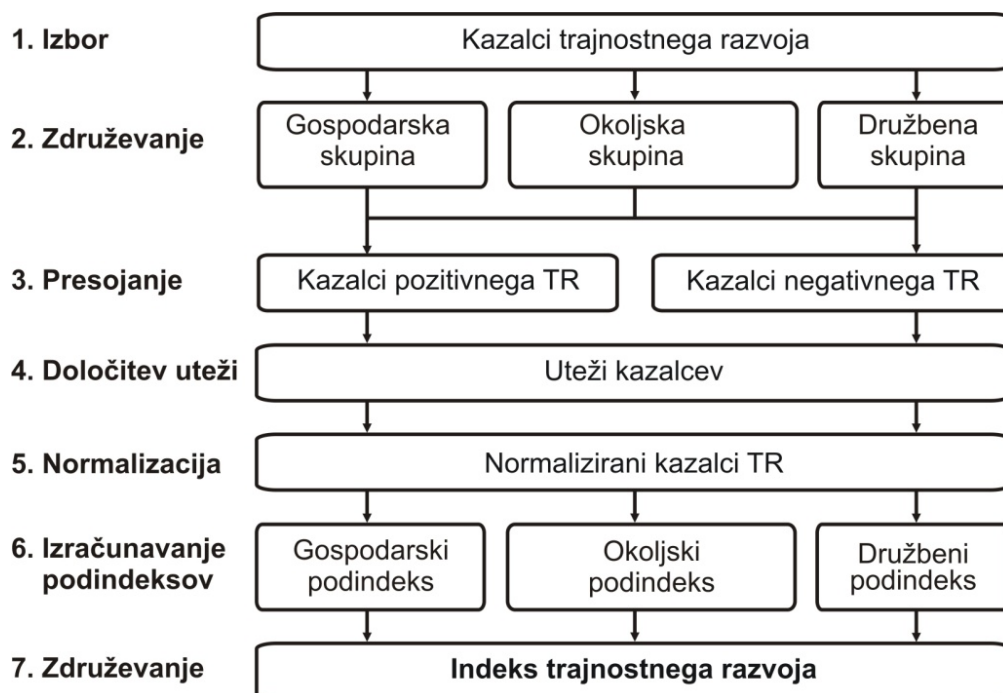 1. Izbor
Kazalci trajnostnega razvoja
2. Združevanje
Gospodarska
skupina
Okoljska
skupina
Družbena
skupina
3. Presojanje
Kazalci pozitivnega TR
Kazalci negativnega TR
4. Določitev uteži
Uteži kazalcev
5. Normalizacija
Normalizirani kazalci TR
6. Izračunavanje
podindeksov
Gospodarski
podindeks
Okoljski
podindeks
Družbeni
podindeks
7. Združevanje
Indeks trajnostnega razvoja